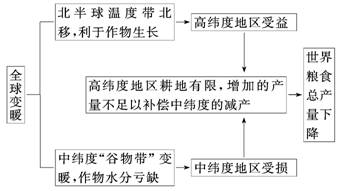 全球变暖
北半球温度带北
移，利于作物生长
高纬度地区受益
高纬度地区耕地有限，增加的产
量不足以补偿中纬度的减产
世界
粮食
总产
量下
降
中纬度“谷物带”变
暖，作物水分亏缺
中纬度地区受损